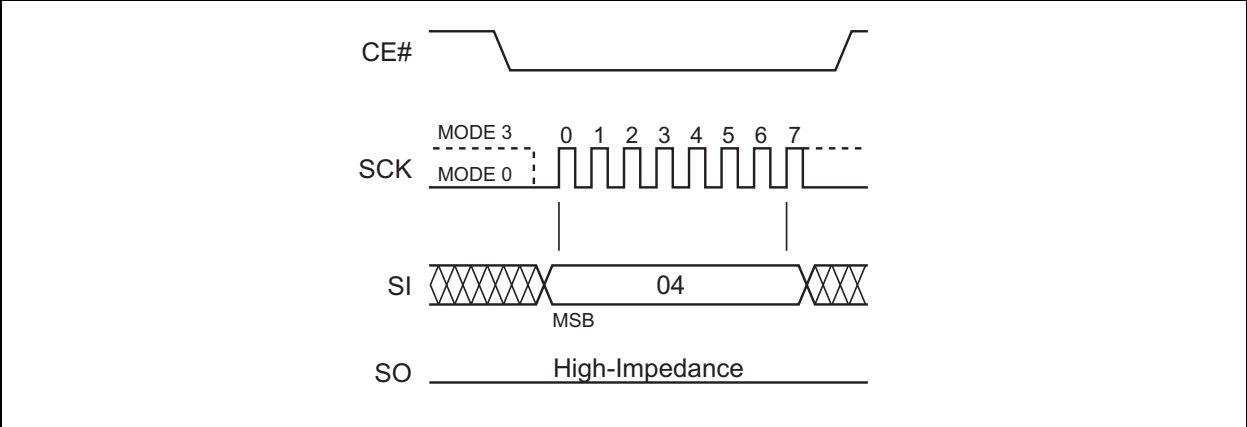 CE#
MODE 3
0 1 2 3 4 5 6 7
SCK
MODE 0
SI
04
MSB
SO
High-Impedance